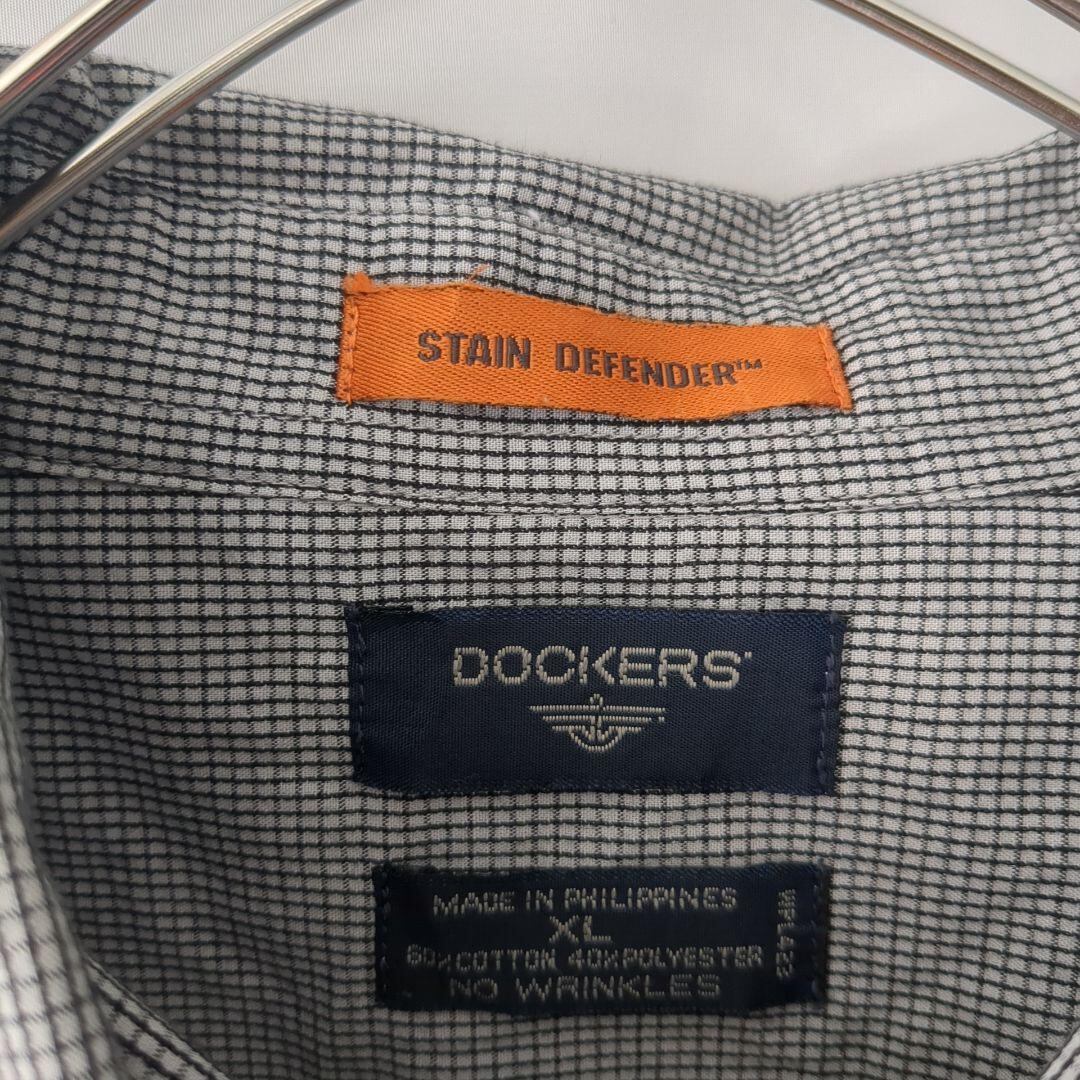 STAIN DEFENDER™
DOCKERS
MADE IN PHILIPPINES
XL
60% COTTON 40% POLYESTER
NO WRINKLES